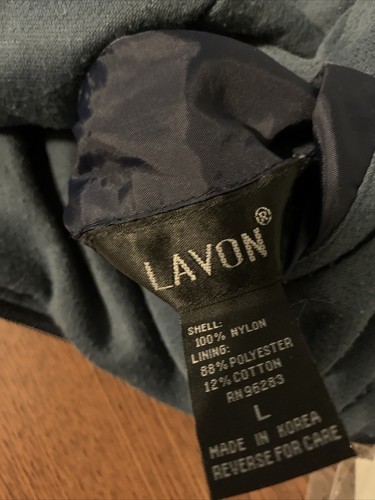 LAVON®
SHELL:
100% NYLON
LINING:
88% POLYESTER
12% COTTON
RN96283
L
MADE IN KOREA
REVERSE FOR CARE